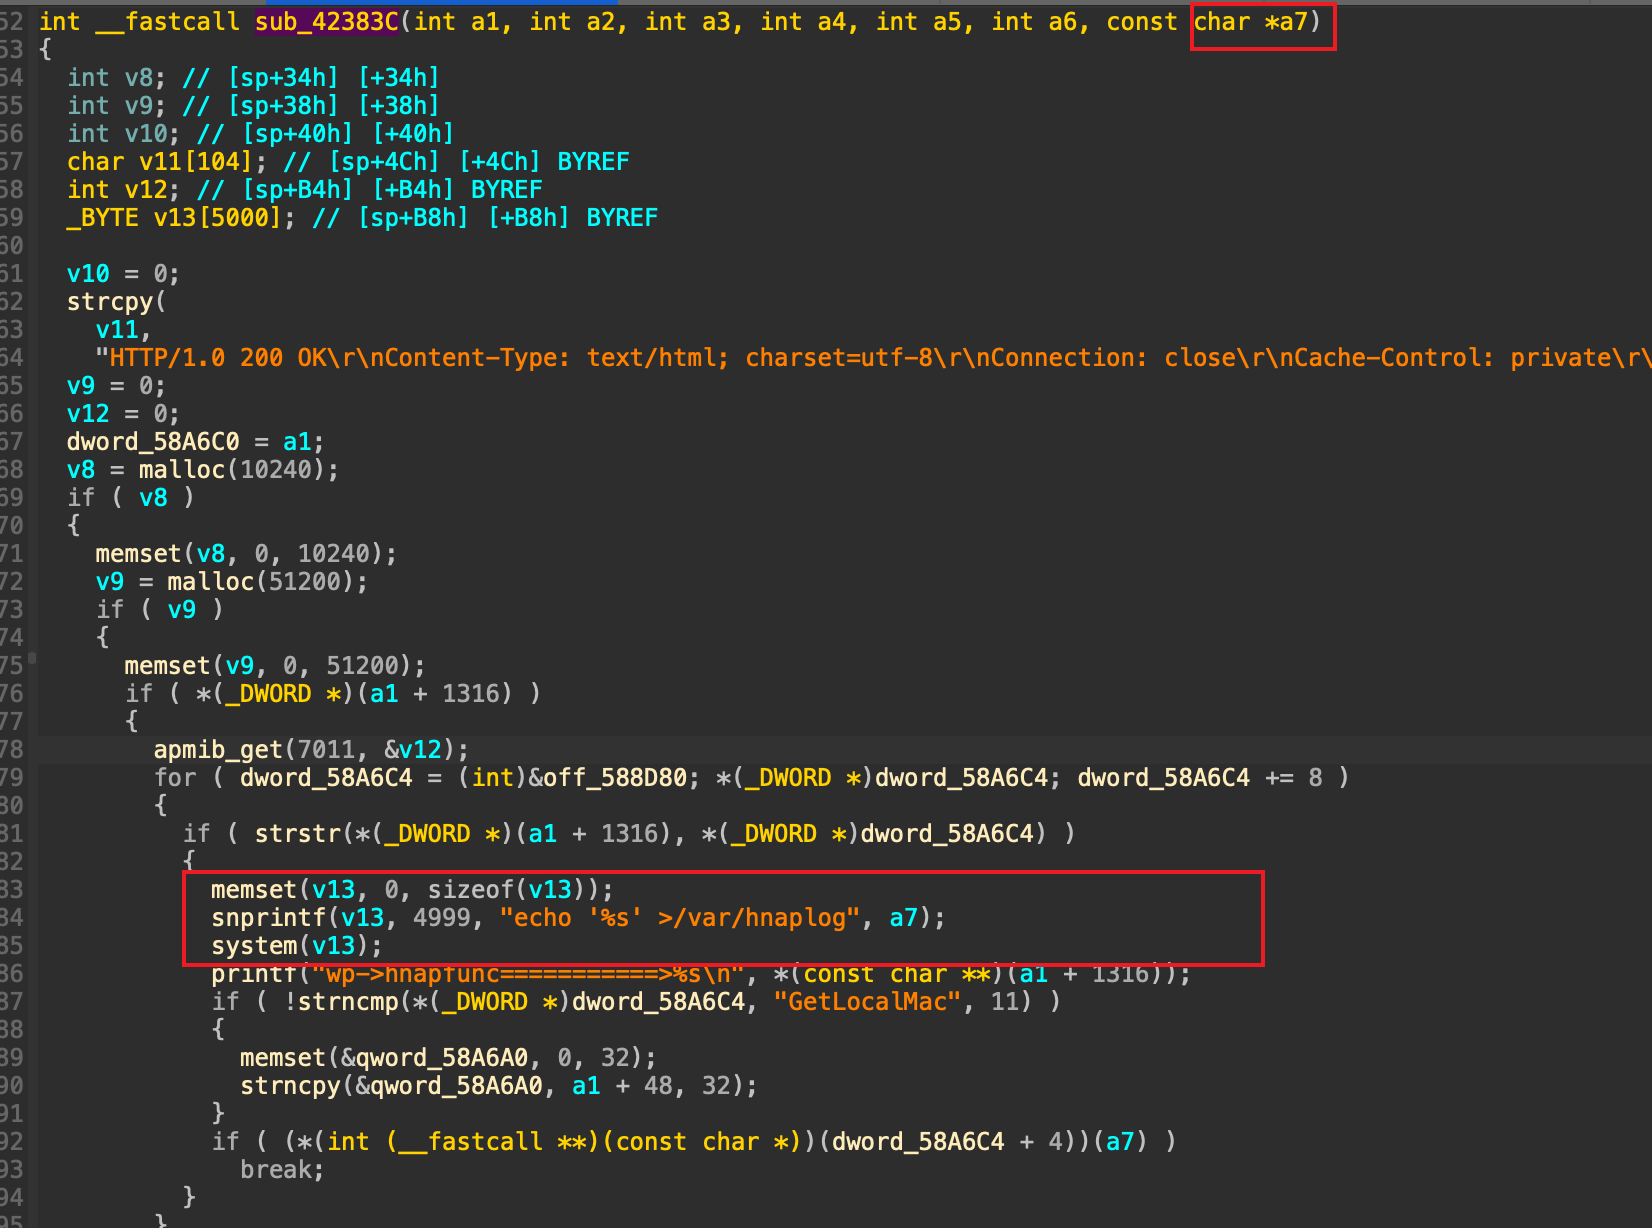 52 int __fastcall sub_42383C(int a1, int a2, int a3, int a4, int a5, int a6, const char *a7)
53 {
54   int v8; // [sp+34h] [+34h]
55   int v9; // [sp+38h] [+38h]
56   int v10; // [sp+40h] [+40h]
57   char v11[104]; // [sp+4Ch] [+4Ch] BYREF
58   int v12; // [sp+B4h] [+B4h] BYREF
59   _BYTE v13[5000]; // [sp+B8h] [+B8h] BYREF
60
61   v10 = 0;
62   strcpy(
63     v11,
64     "HTTP/1.0 200 OK\r\nContent-Type: text/html; charset=utf-8\r\nConnection: close\r\nCache-Control: private\r\
65   v9 = 0;
66   v12 = 0;
67   dword_58A6C0 = a1;
68   v8 = malloc(10240);
69   if ( v8 )
70   {
71     memset(v8, 0, 10240);
72     v9 = malloc(51200);
73     if ( v9 )
74     {
75       memset(v9, 0, 51200);
76       if ( *(_DWORD *)(a1 + 1316) )
77       {
78         apmib_get(7011, &v12);
79         for ( dword_58A6C4 = (int)&off_588D80; *(_DWORD *)dword_58A6C4; dword_58A6C4 += 8 )
80         {
81           if ( strstr(*(_DWORD *)(a1 + 1316), *(_DWORD *)dword_58A6C4) )
82           {
83             memset(v13, 0, sizeof(v13));
84             snprintf(v13, 4999, "echo '%s' >/var/hnaplog", a7);
85             system(v13);
86             printf("wp->hnapfunc===========>%s\n", *(const char **)(a1 + 1316));
87             if ( !strncmp(*(_DWORD *)dword_58A6C4, "GetLocalMac", 11) )
88             {
89               memset(&qword_58A6A0, 0, 32);
90               strncpy(&qword_58A6A0, a1 + 48, 32);
91             }
92             if ( (*(int (__fastcall **)(const char *))(dword_58A6C4 + 4))(a7) )
93               break;
94           }
95         }